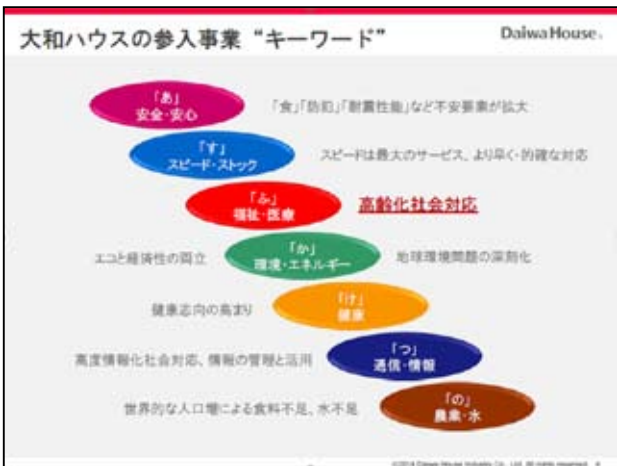 大和ハウスの参入事業 “キーワード”
DaiwaHouse®
「あ」
安全・安心
「食」「防犯」「耐震性能」など不安要素が拡大
「す」
スピード・ストック
スピードは最大のサービス、より早く・的確な対応
「ふ」
福祉・医療
高齢化社会対応
エコと経済性の両立
「か」
環境・エネルギー
地球環境問題の深刻化
健康志向の高まり
「け」
健康
高度情報化社会対応、情報の管理と活用
「つ」
通信・情報
世界的な人口増による食料不足、水不足
「の」
農業・水